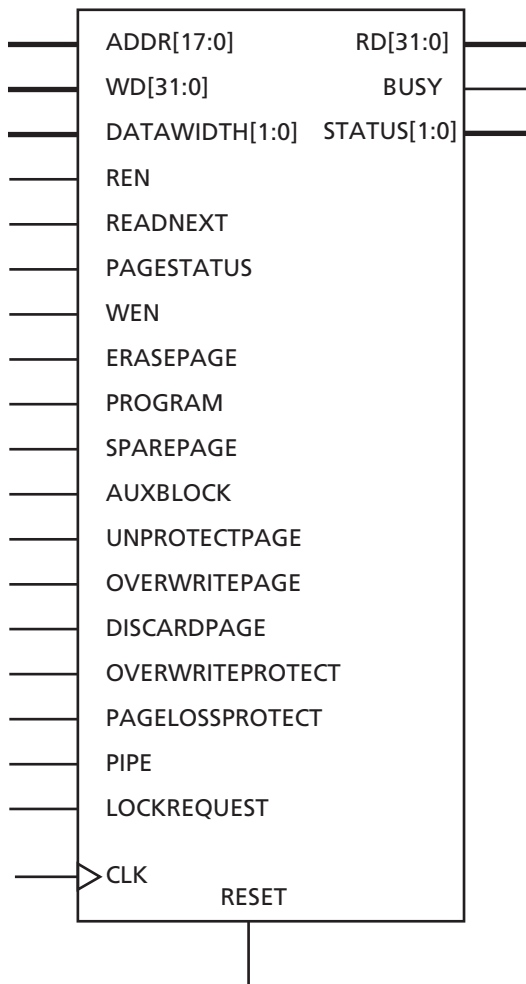 ADDR[17:0] RD[31:0]
WD[31:0] BUSY
DATAWIDTH[1:0] STATUS[1:0]
REN
READNEXT
PAGESTATUS
WEN
ERASEPAGE
PROGRAM
SPAREPAGE
AUXBLOCK
UNPROTECTPAGE
OVERWRITEPAGE
DISCARDPAGE
OVERWRITEPROTECT
PAGELOSSPROTECT
PIPE
LOCKREQUEST
CLK
RESET